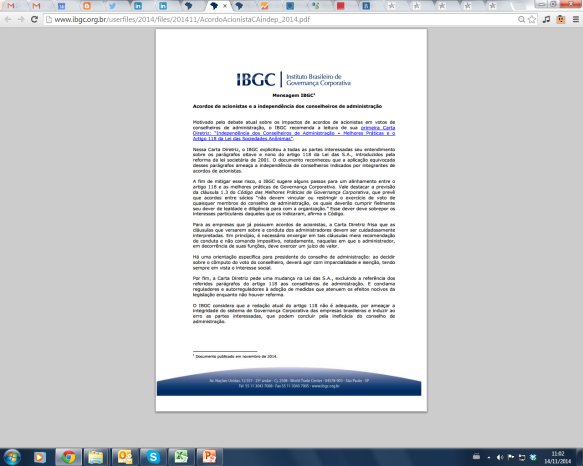 www.ibgc.org.br/userfiles/2014/files/201411/AcordoAcionistaCAindep_2014.pdf
IBGC
Instituto Brasileiro de
Governança Corporativa
Mensagem IBGC¹
Acordos de acionistas e a independência dos conselheiros de administração
Motivado pelo debate atual sobre os impactos de acordos de acionistas em votos de
conselheiros de administração, o IBGC recomenda a leitura de sua primeira Carta
Diretriz: "Independência dos Conselheiros de Administração – Melhores Práticas e o
Artigo 118 da Lei das Sociedades Anônimas".
Nessa Carta Diretriz, o IBGC explicitou a todas as partes interessadas seu entendimento
sobre os parágrafos oitavo e nono do artigo 118 da Lei das S.A., introduzidos pela
reforma da lei societária de 2001. O documento reconheceu que a aplicação equivocada
desses parágrafos ameaça a independência de conselheiros indicados por integrantes de
acordos de acionistas.
A fim de mitigar esse risco, o IBGC sugere alguns passos para um alinhamento entre o
artigo 118 e as melhores práticas de Governança Corporativa. Vale destacar a previsão
da cláusula 1.3 do Código das Melhores Práticas de Governança Corporativa, que prevê
que acordos entre sócios "não devem vincular ou restringir o exercício de voto de
quaisquer membros do conselho de administração, os quais deverão cumprir fielmente
seu dever de lealdade e diligência para com a organização." Esse dever deve sobrepor os
interesses particulares daqueles que os indicaram, afirma o Código.
Para as empresas que já possuem acordos de acionistas, a Carta Diretriz frisa que as
cláusulas que versarem sobre a conduta dos administradores devem ser cuidadosamente
interpretadas. Em princípio, é necessário enxergar em tais cláusulas mera recomendação
de conduta e não comando impositivo, notadamente, naquelas em que o administrador,
em decorrência de suas funções, deve exercer um juízo de valor.
Há uma orientação específica para presidente do conselho de administração: ao decidir
sobre o cômputo do voto do conselheiro, deverá agir com imparcialidade e isenção, tendo
sempre em vista o interesse social.
Por fim, a Carta Diretriz pede uma mudança na Lei das S.A., excluindo a referência dos
referidos parágrafos do artigo 118 aos conselheiros de administração. E conclama
reguladores e autorreguladores à adoção de medidas que atenuem os efeitos nocivos da
legislação enquanto não houver reforma.
O IBGC considera que a redação atual do artigo 118 não é adequada, por ameaçar a
integridade do sistema de Governança Corporativa das empresas brasileiras e induzir ao
erro as partes interessadas, que podem concluir pela ineficácia do conselho de
administração.
¹ Documento publicado em novembro de 2014.
11:02
14/11/2014